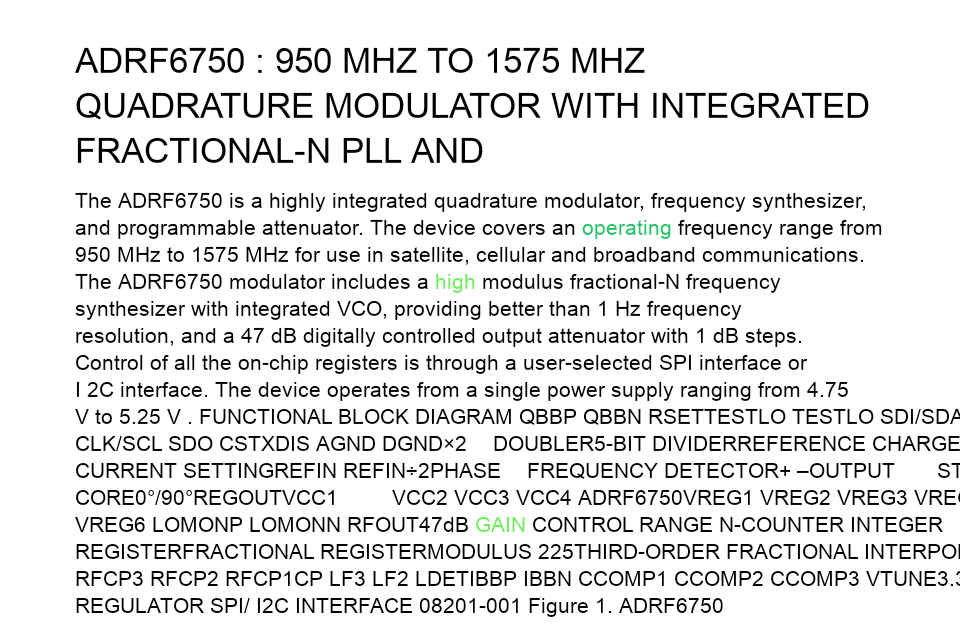 ADRF6750 : 950 MHZ TO 1575 MHZ
QUADRATURE MODULATOR WITH INTEGRATED
FRACTIONAL-N PLL AND
The ADRF6750 is a highly integrated quadrature modulator, frequency synthesizer,
and programmable attenuator. The device covers an operating frequency range from
950 MHz to 1575 MHz for use in satellite, cellular and broadband communications.
The ADRF6750 modulator includes a high modulus fractional-N frequency
synthesizer with integrated VCO, providing better than 1 Hz frequency
resolution, and a 47 dB digitally controlled output attenuator with 1 dB steps.
Control of all the on-chip registers is through a user-selected SPI interface or
I 2C interface. The device operates from a single power supply ranging from 4.75
V to 5.25 V . FUNCTIONAL BLOCK DIAGRAM QBBP QBBN RSETTESTLO TESTLO SDI/SDA
CLK/SCL SDO CSTXDIS AGND DGND×2 DOUBLER5-BIT DIVIDERREFERENCE CHARGE
CURRENT SETTINGREFIN REFIN÷2PHASE FREQUENCY DETECTOR+ –OUTPUT ST
CORE0°/90°REGOUTVCC1 VCC2 VCC3 VCC4 ADRF6750VREG1 VREG2 VREG3
VREG6 LOMONP LOMONN RFOUT47dB GAIN CONTROL RANGE N-COUNTER INTEGER
REGISTERFRACTIONAL REGISTERMODULUS 225THIRD-ORDER FRACTIONAL
RFCP3 RFCP2 RFCP1CP LF3 LF2 LDETIBBP IBBN CCOMP1 CCOMP2 CCOMP3
REGULATOR SPI/ I2C INTERFACE 08201-001 Figure 1. ADRF6750